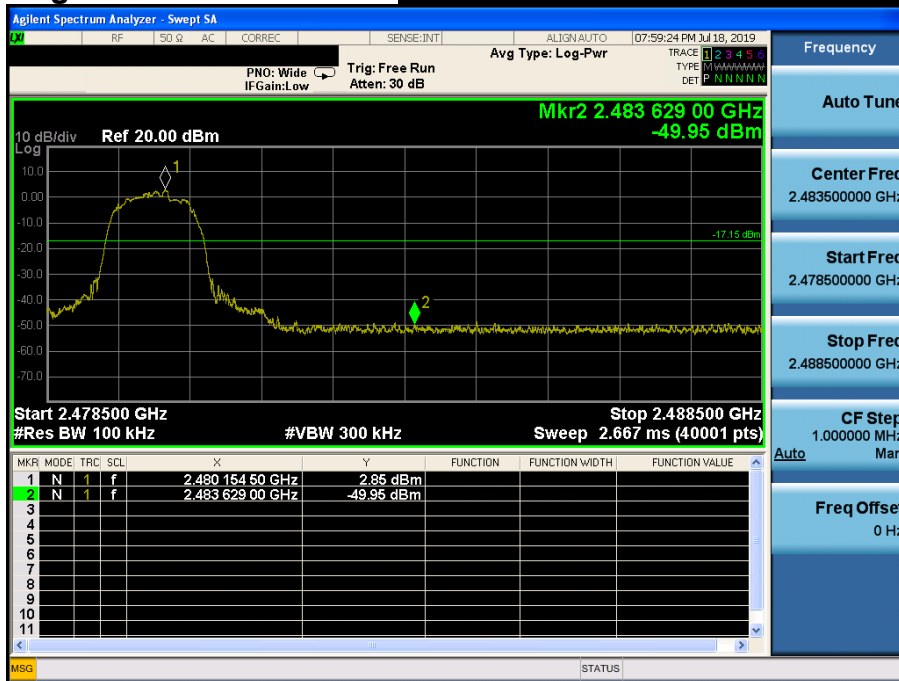 Agilent Spectrum Analyzer - Swept SA
LXI RF 50 Ω AC CORREC SENSE:INT ALIGN AUTO 07:59:24 PM Jul 18, 2019
Avg Type: Log-Pwr
TRACE 1 2 3 4 5 6
TYPE M WWWWW
DET P N N N N N
PNO: Wide
IFGain:Low
Trig: Free Run
Atten: 30 dB
Mkr2 2.483 629 00 GHz
-49.95 dBm
10 dB/div
Log
Ref 20.00 dBm
10.0
0.00
-10.0
-20.0
-30.0
-40.0
-50.0
-60.0
-70.0
1
-17.15 dBm
2
Start 2.478500 GHz Stop 2.488500 GHz
#Res BW 100 kHz #VBW 300 kHz Sweep 2.667 ms (40001 pts)
MKR MODE TRC SCL X Y FUNCTION FUNCTION WIDTH FUNCTION VALUE
1 N 1 f 2.480 154 50 GHz 2.85 dBm
2 N 1 f 2.483 629 00 GHz -49.95 dBm
3
4
5
6
7
8
9
10
11
MSG STATUS
Frequency
Auto Tune
Center Freq
2.483500000 GHz
Start Freq
2.478500000 GHz
Stop Freq
2.488500000 GHz
CF Step
1.000000 MHz
Auto Man
Freq Offset
0 Hz